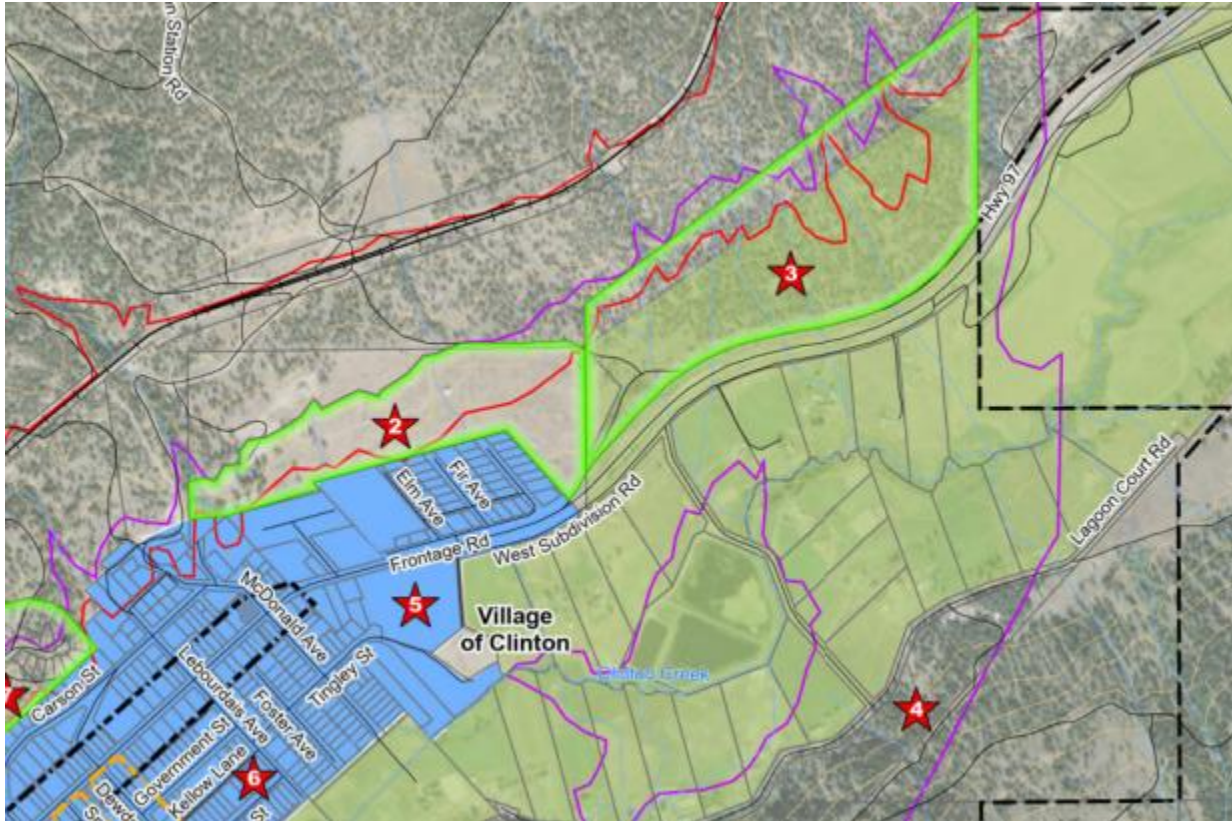 n Station Rd
Hwy 97
3
2
Fir Ave
Elm Ave
West Subdivision Rd
Frontage Rd
Lagoon Court Rd
5
Village
of Clinton
McDonald Ave
Tingley St
Carson St
Lebourdais Ave
Foster Ave
Government St
Kellow Lane
4
6
Dewd
St